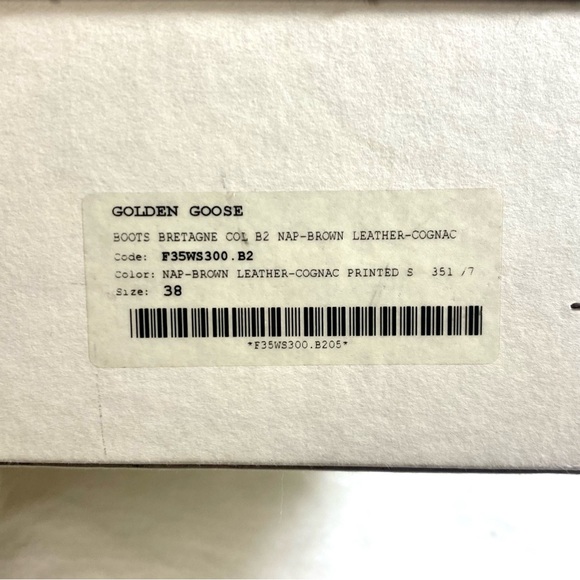 GOLDEN GOOSE
BOOTS BRETAGNE COL B2 NAP-BROWN LEATHER-COGNAC
Code: F35WS300.B2
Color: NAP-BROWN LEATHER-COGNAC PRINTED S 351 /7
Size: 38
*F35WS300.B205*